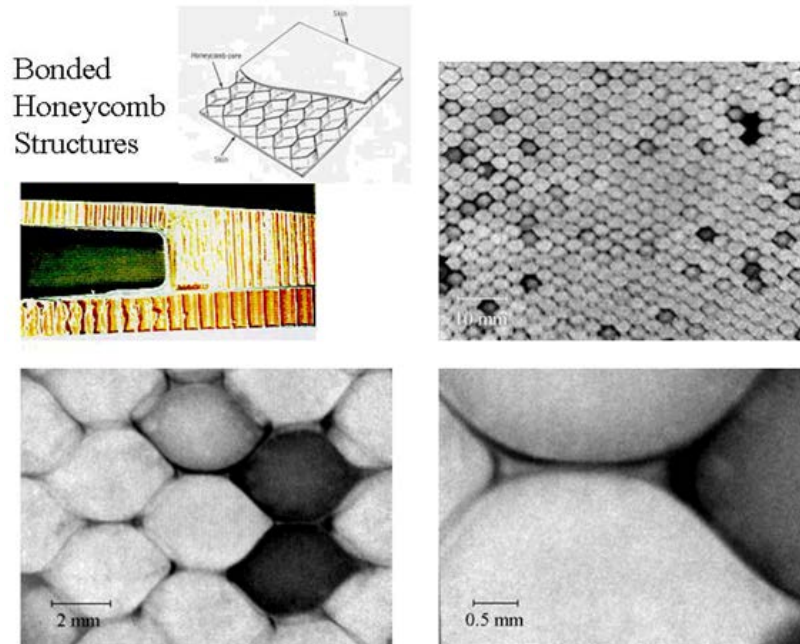 Bonded
Honeycomb
Structures
Skin
Honeycomb core
Skin
10 mm
2 mm
0.5 mm